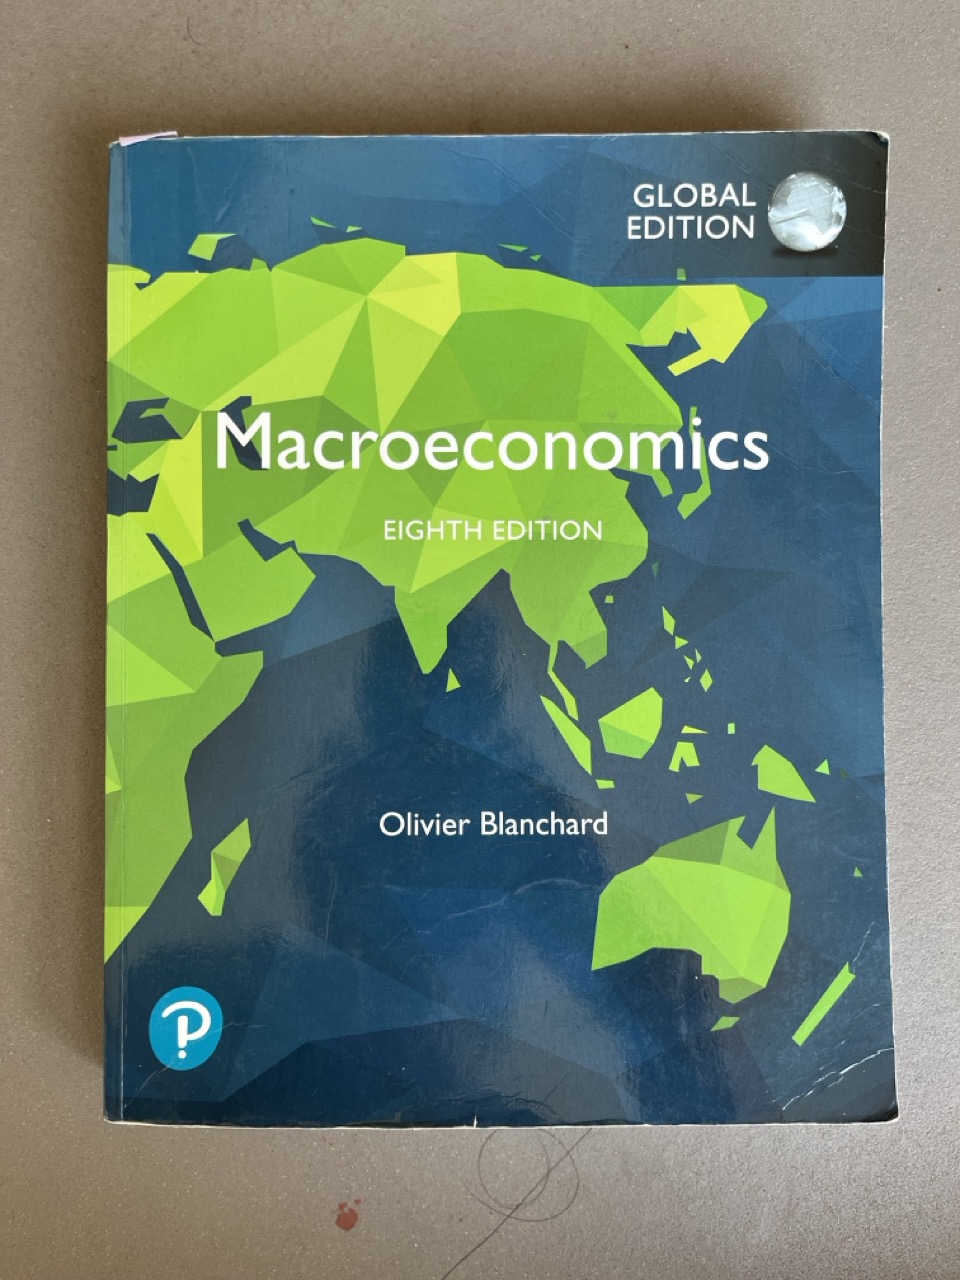 GLOBAL
EDITION
Macroeconomics
EIGHTH EDITION
Olivier Blanchard
P